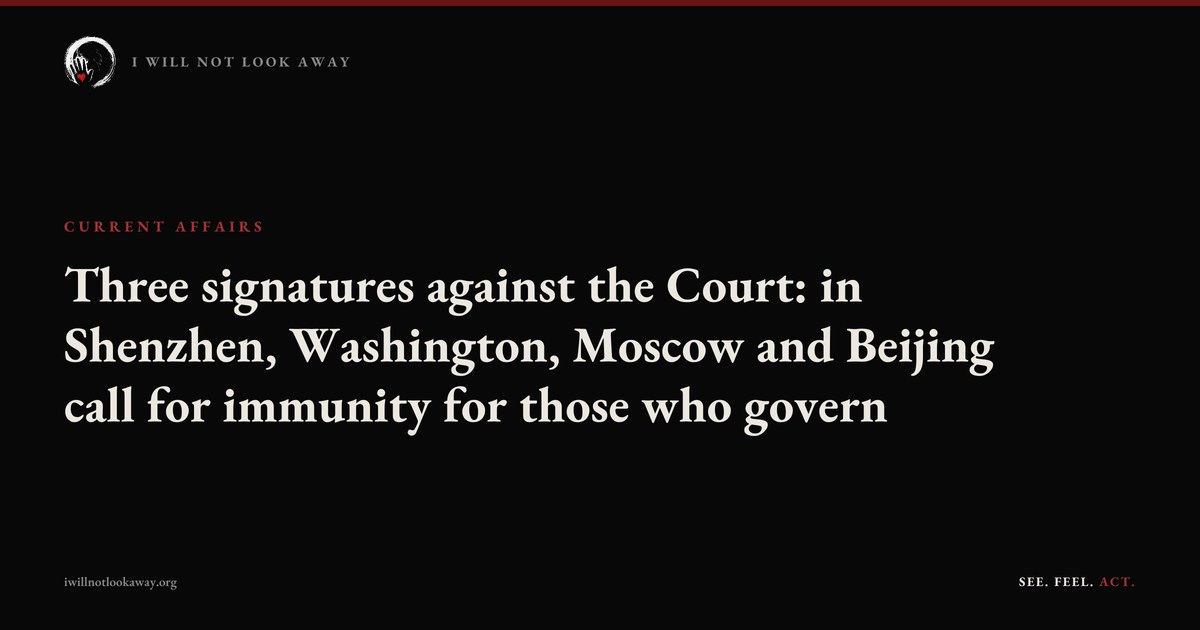 I WILL NOT LOOK AWAY
CURRENT AFFAIRS
Three signatures against the Court: in
Shenzhen, Washington, Moscow and Beijing
call for immunity for those who govern
iwillnotlookaway.org
SEE. FEEL. ACT.